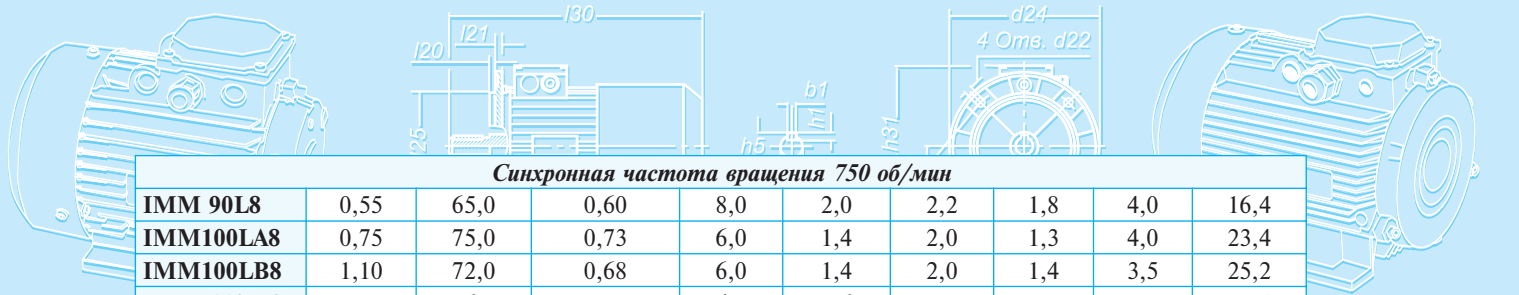 l30
d24
l21
4 Отв. d22
l20
b1
h1
h31
h5
Синхронная частота вращения 750 об/мин
IMM 90L8 0,55 65,0 0,60 8,0 2,0 2,2 1,8 4,0 16,4
IMM100LA8 0,75 75,0 0,73 6,0 1,4 2,0 1,3 4,0 23,4
IMM100LB8 1,10 72,0 0,68 6,0 1,4 2,0 1,4 3,5 25,2